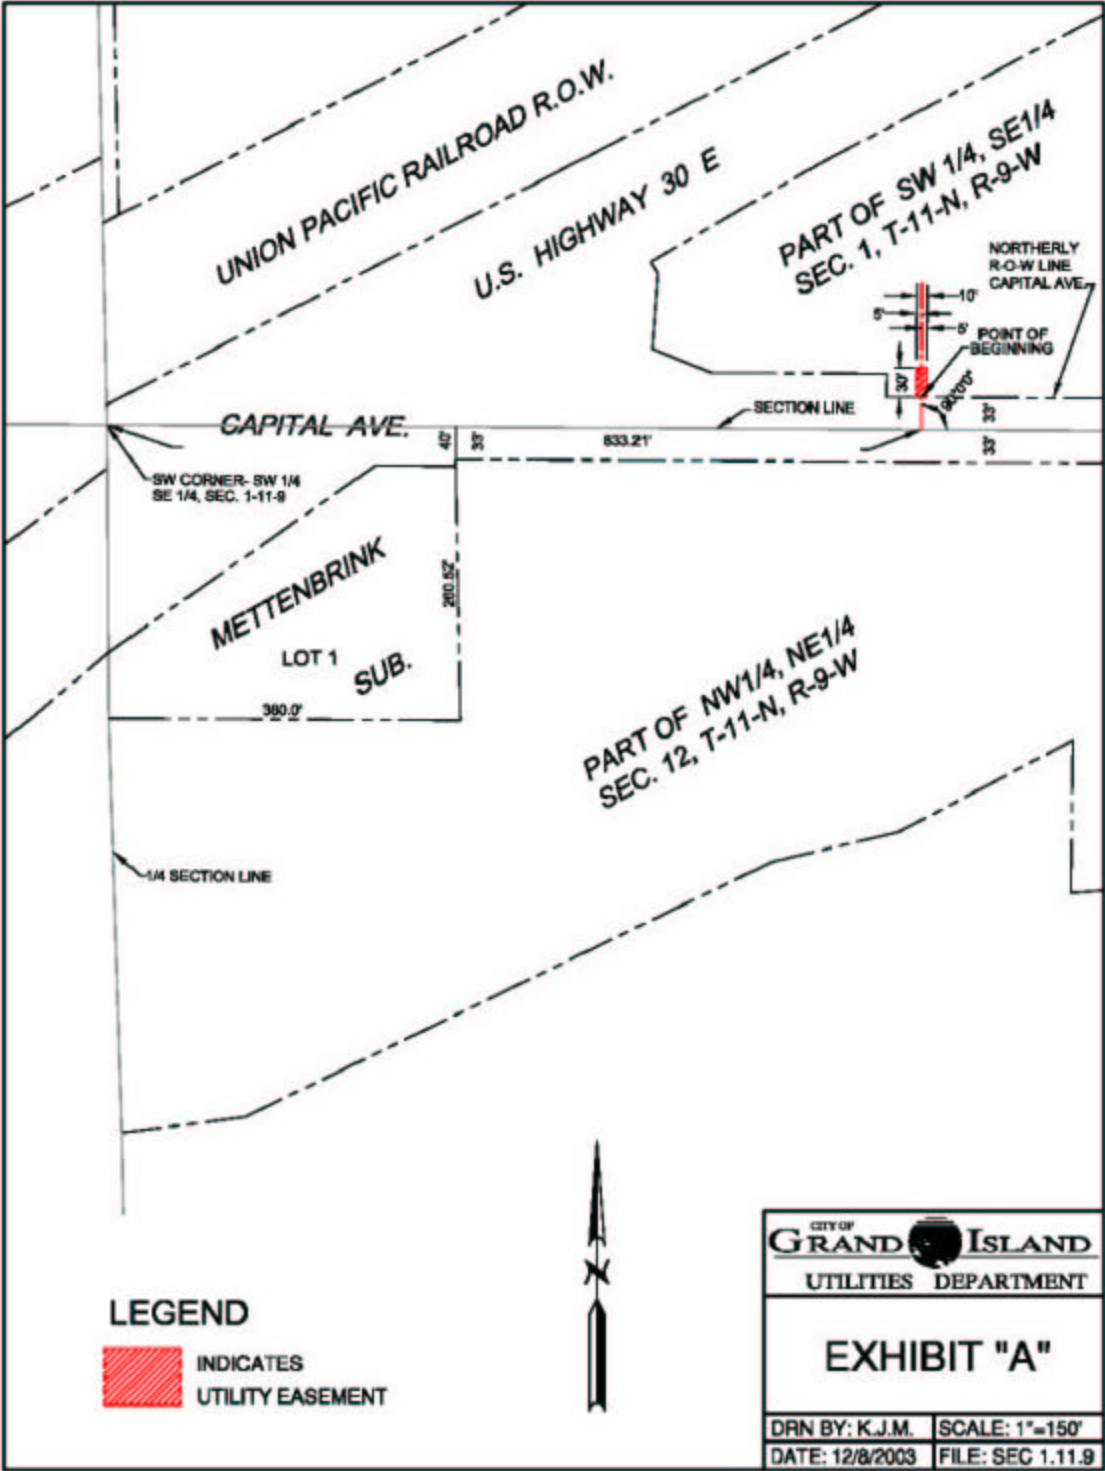 UNION PACIFIC RAILROAD R.O.W.
U.S. HIGHWAY 30 E
PART OF SW 1/4, SE1/4
SEC. 1, T-11-N, R-9-W
NORTHERLY
R-O-W LINE
CAPITAL AVE.
10'
5'
5'
POINT OF
BEGINNING
30'
90°0'0"
SECTION LINE
33'
33'
CAPITAL AVE.
40'
33'
833.21'
SW CORNER- SW 1/4
SE 1/4, SEC. 1-11-9
METTENBRINK
LOT 1
SUB.
260.52'
360.0'
PART OF NW1/4, NE1/4
SEC. 12, T-11-N, R-9-W
1/4 SECTION LINE
N
LEGEND
INDICATES
UTILITY EASEMENT
CITY OF
GRAND ISLAND
UTILITIES DEPARTMENT
EXHIBIT "A"
DRN BY: K.J.M.
SCALE: 1"=150'
DATE: 12/8/2003
FILE: SEC 1.11.9